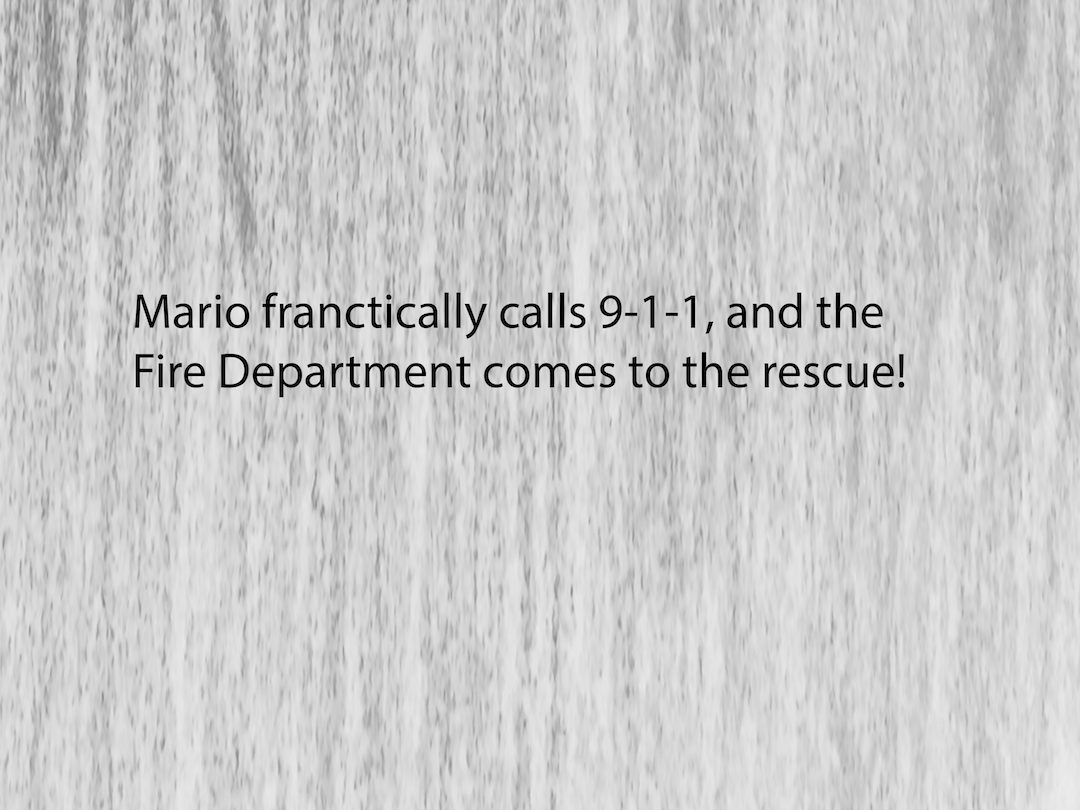 Mario franctically calls 9-1-1, and the
Fire Department comes to the rescue!